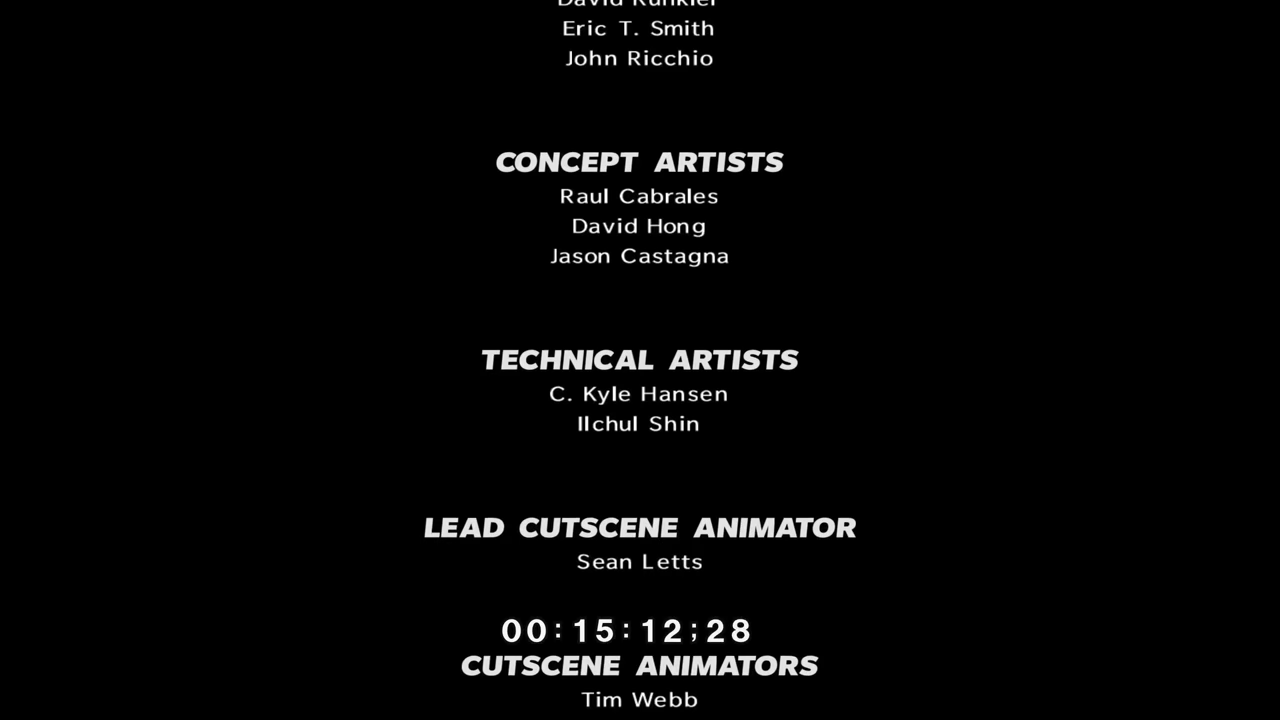 David Runkler
Eric T. Smith
John Ricchio
CONCEPT ARTISTS
Raul Cabrales
David Hong
Jason Castagna
TECHNICAL ARTISTS
C. Kyle Hansen
Ilchul Shin
LEAD CUTSCENE ANIMATOR
Sean Letts
00:15:12;28
CUTSCENE ANIMATORS
Tim Webb